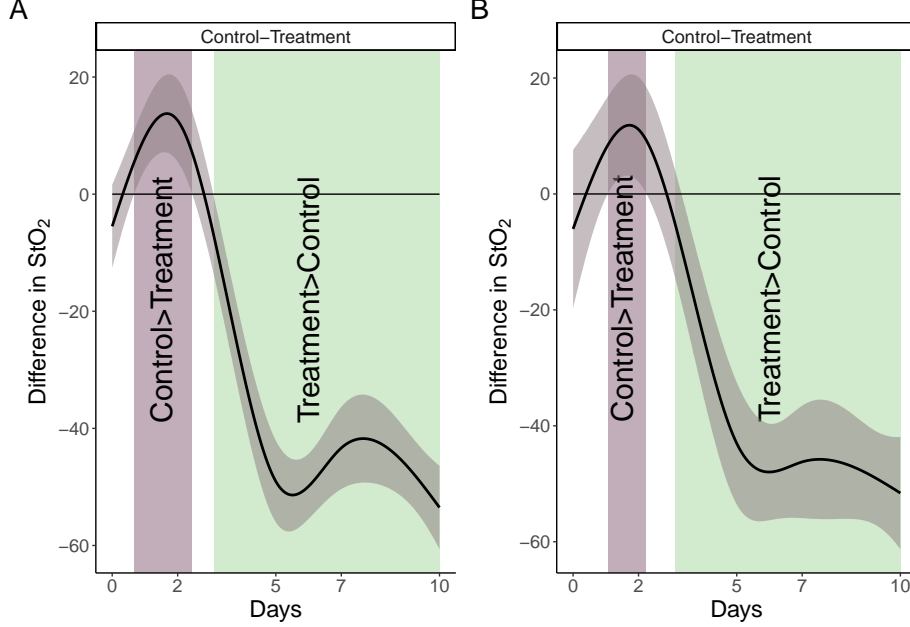 A
Control−Treatment
Difference in StO2
20
0
−20
−40
−60
Control>Treatment
Treatment>Control
0 2 5 7 10
Days
B
Control−Treatment
Difference in StO2
20
0
−20
−40
−60
Control>Treatment
Treatment>Control
0 2 5 7 10
Days